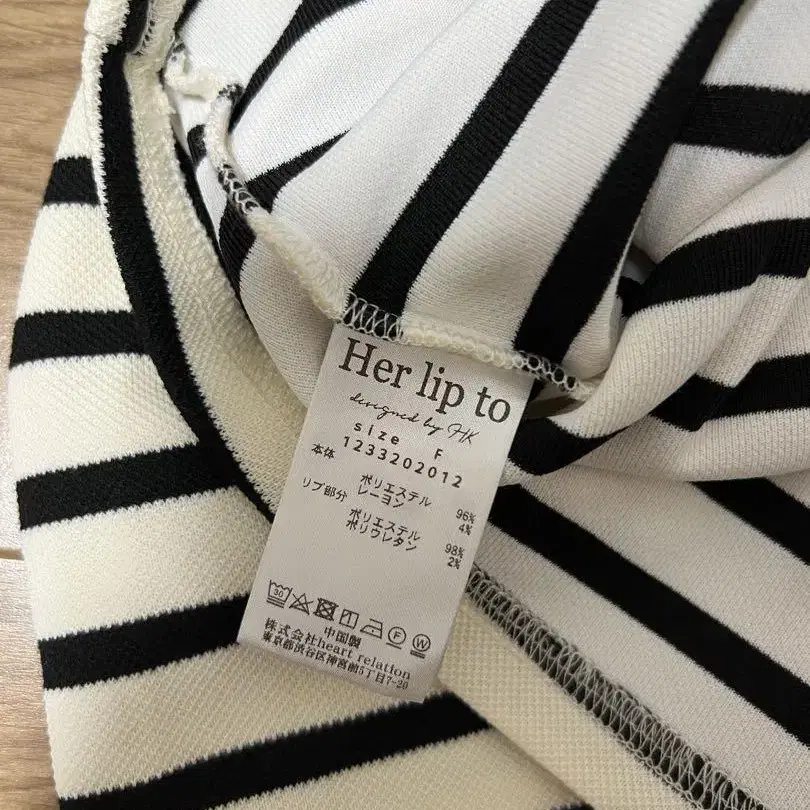 Her lip to
designed by HK
size F
1233202012
本体 ポリエステル 96%
レーヨン 4%
リブ部分 ポリエステル 98%
ポリウレタン 2%
30
F W
中国製
株式会社heart relation
東京都渋谷区神宮前5丁目7-20